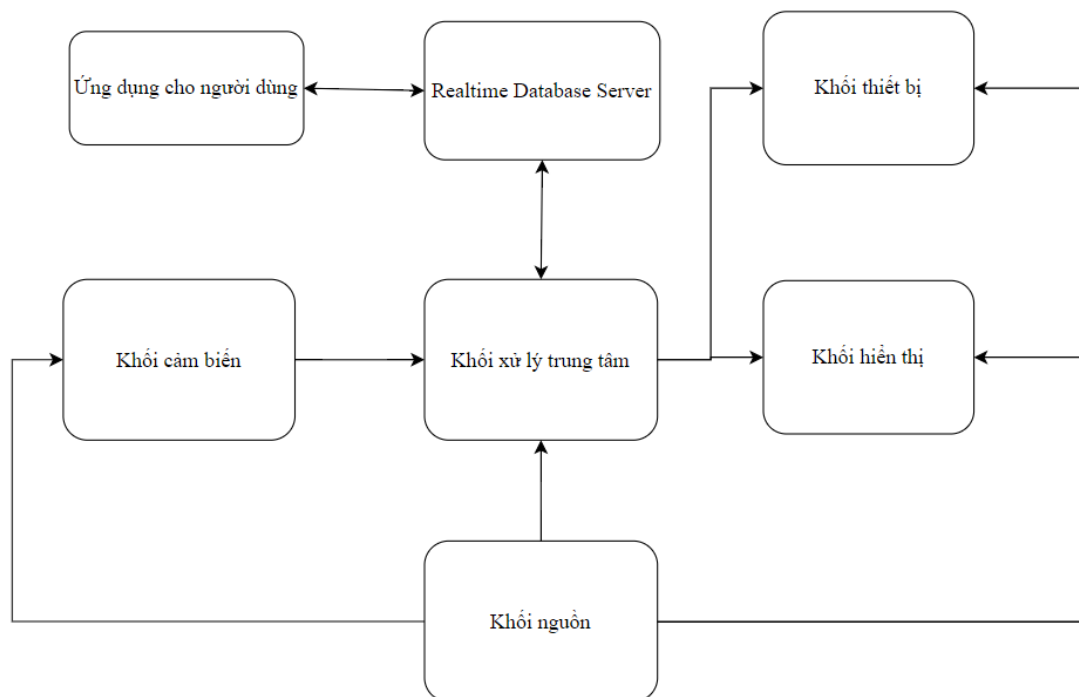 Ứng dụng cho người dùng
Realtime Database Server
Khối thiết bị
Khối cảm biến
Khối xử lý trung tâm
Khối hiển thị
Khối nguồn